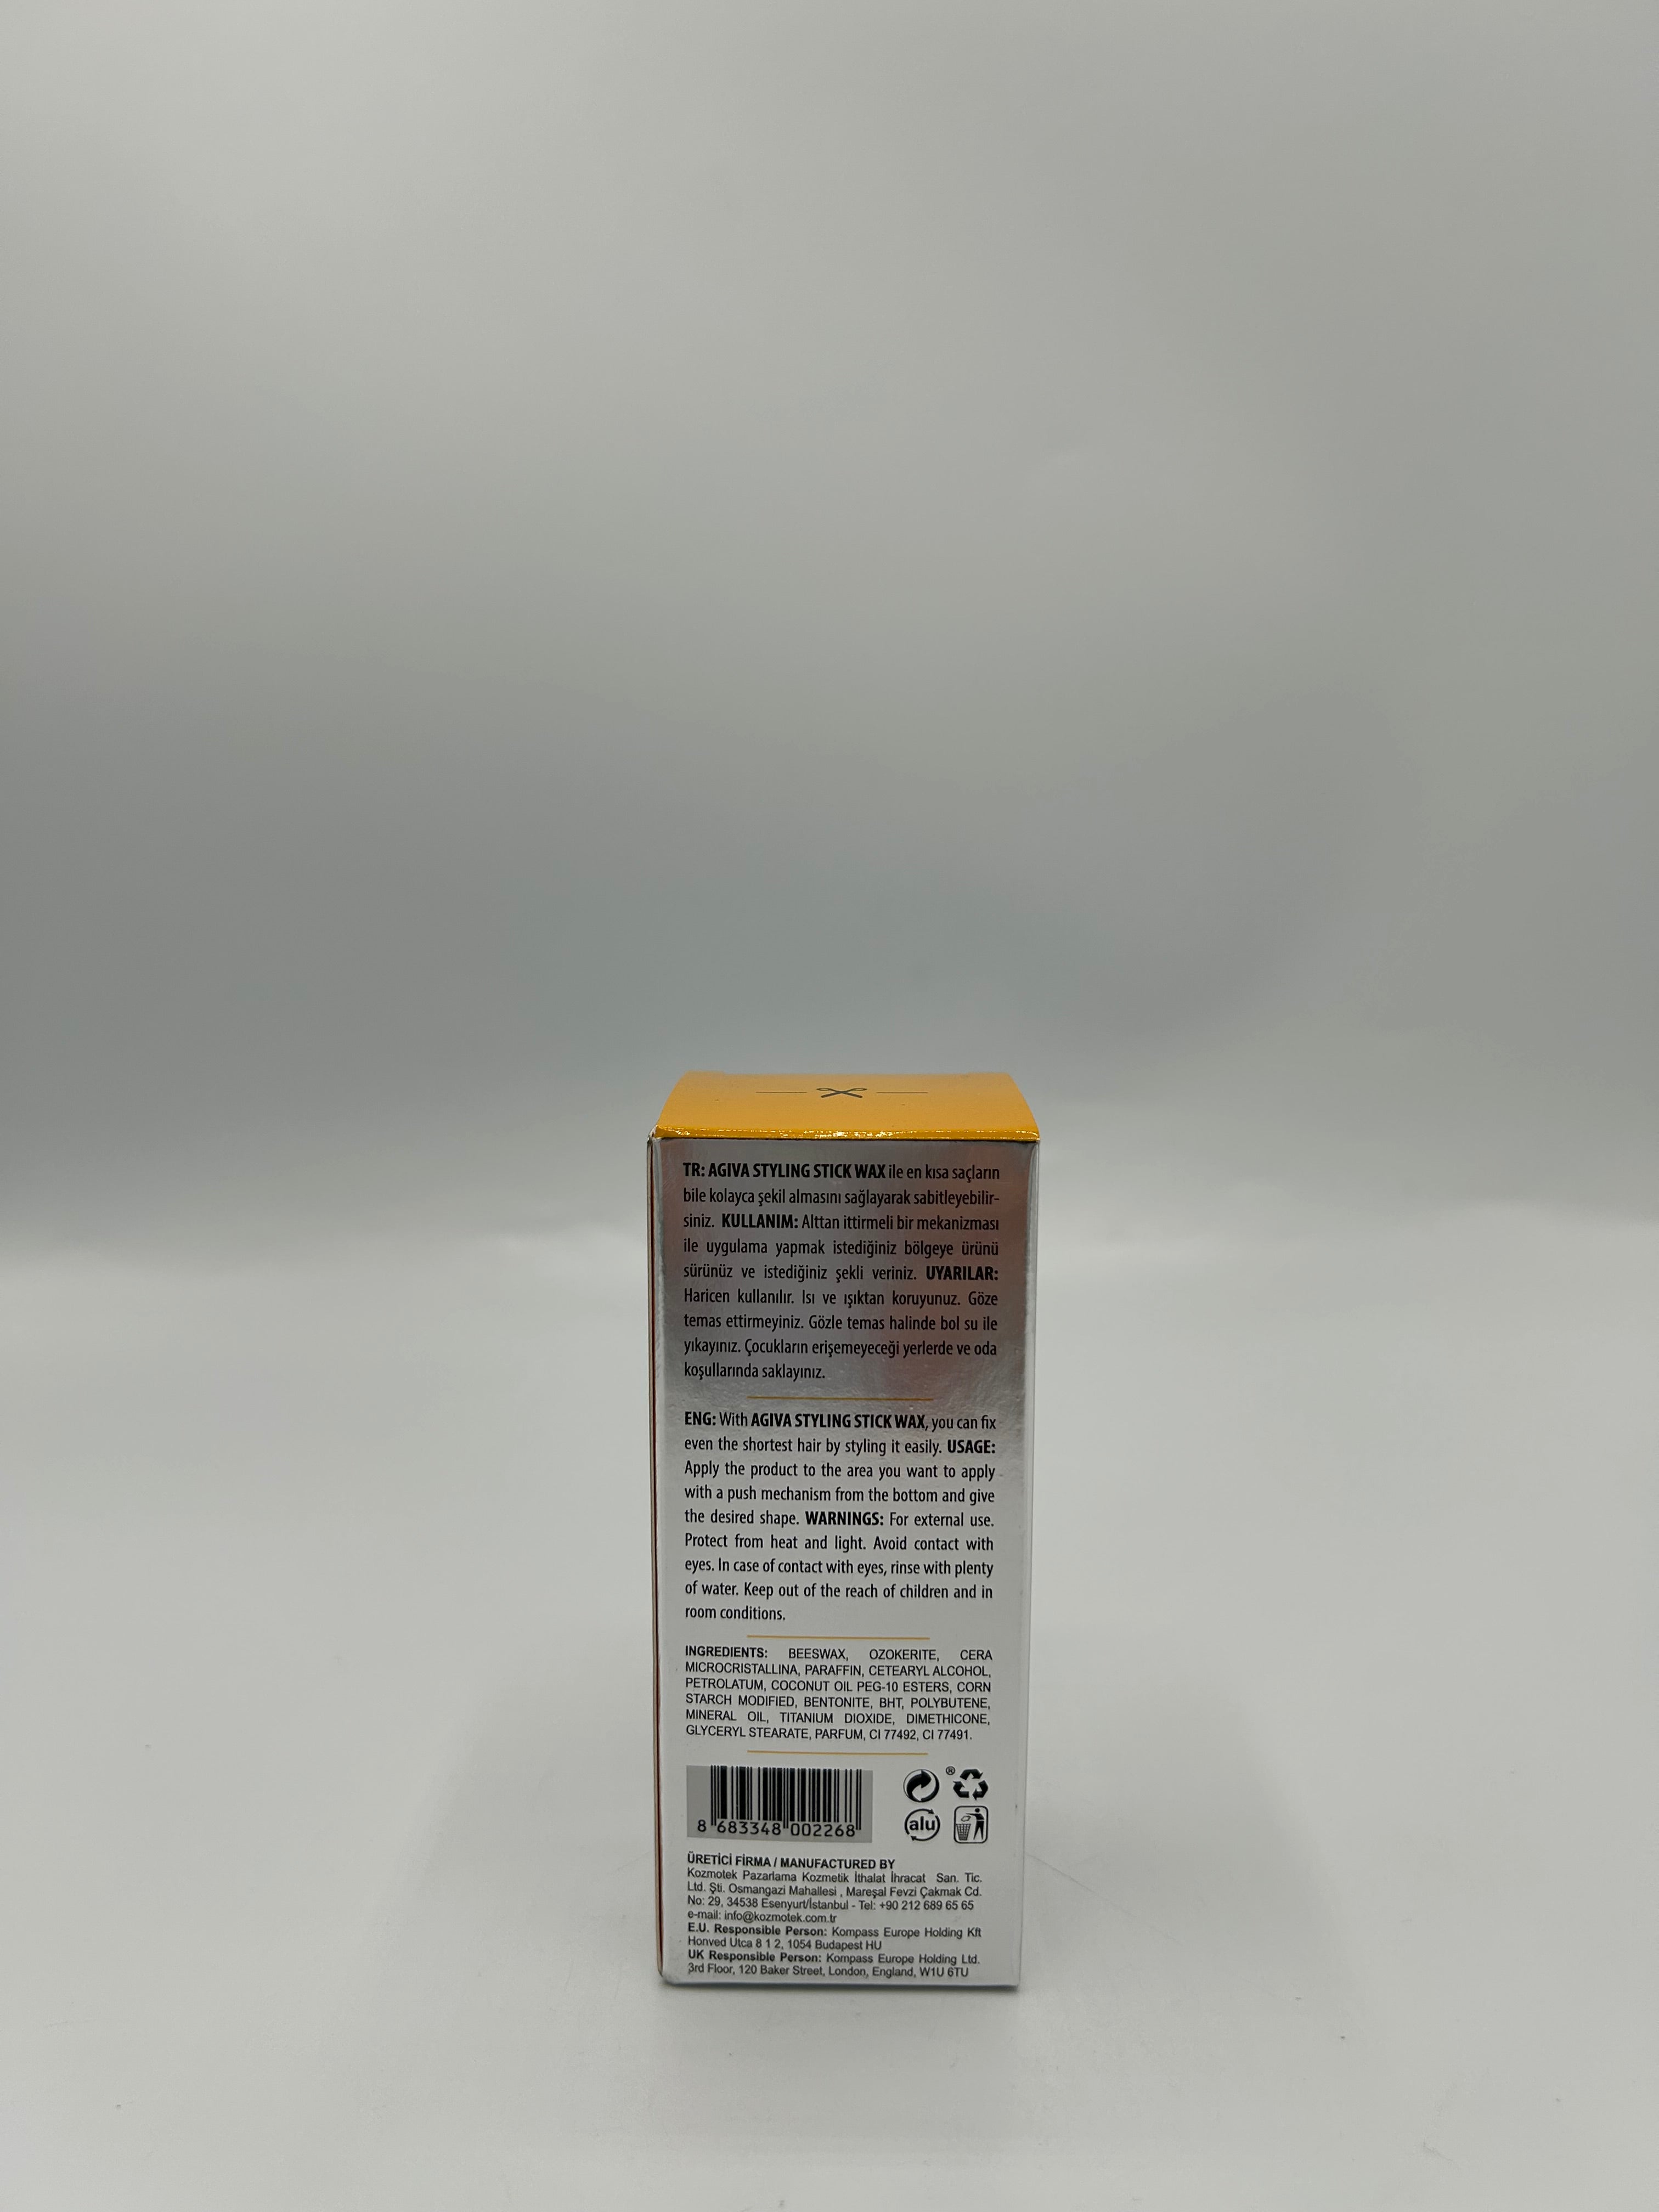 TR: AGIVA STYLING STICK WAX ile en kısa saçların
bile kolayca şekil almasını sağlayarak sabitleyebilir-
siniz. KULLANIM: Alttan ittirmeli bir mekanizması
ile uygulama yapmak istediğiniz bölgeye ürünü
sürünüz ve istediğiniz şekli veriniz. UYARILAR:
Haricen kullanılır. Isı ve ışıktan koruyunuz. Göze
temas ettirmeyiniz. Gözle temas halinde bol su ile
yıkayınız. Çocukların erişemeyeceği yerlerde ve oda
koşullarında saklayınız.
ENG: With AGIVA STYLING STICK WAX, you can fix
even the shortest hair by styling it easily. USAGE:
Apply the product to the area you want to apply
with a push mechanism from the bottom and give
the desired shape. WARNINGS: For external use.
Protect from heat and light. Avoid contact with
eyes. In case of contact with eyes, rinse with plenty
of water. Keep out of the reach of children and in
room conditions.
INGREDIENTS: BEESWAX, OZOKERITE, CERA
MICROCRISTALLINA, PARAFFIN, CETEARYL ALCOHOL,
PETROLATUM, COCONUT OIL PEG-10 ESTERS, CORN
STARCH MODIFIED, BENTONITE, BHT, POLYBUTENE,
MINERAL OIL, TITANIUM DIOXIDE, DIMETHICONE,
GLYCERYL STEARATE, PARFUM, CI 77492, CI 77491.
®
alu
8 683348 002268
ÜRETİCİ FİRMA / MANUFACTURED BY
Kozmotek Pazarlama Kozmetik İthalat İhracat San. Tic.
Ltd. Şti. Osmangazi Mahallesi , Mareşal Fevzi Çakmak Cd.
No: 29, 34538 Esenyurt/İstanbul - Tel: +90 212 689 65 65
e-mail: info@kozmotek.com.tr
E.U. Responsible Person: Kompass Europe Holding Kft
Honved Utca 8 1 2, 1054 Budapest HU
UK Responsible Person: Kompass Europe Holding Ltd.
3rd Floor, 120 Baker Street, London, England, W1U 6TU